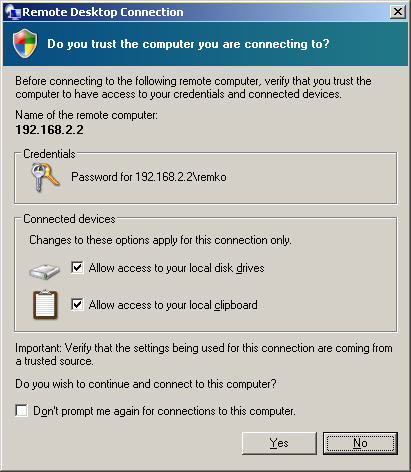 Remote Desktop Connection
Do you trust the computer you are connecting to?
Before connecting to the following remote computer, verify that you trust the
computer to have access to your credentials and connected devices.
Name of the remote computer:
192.168.2.2
Credentials
Password for 192.168.2.2\remko
Connected devices
Changes to these options apply for this connection only.
Allow access to your local disk drives
Allow access to your local clipboard
Important: Verify that the settings being used for this connection are coming from
a trusted source.
Do you wish to continue and connect to this computer?
Don't prompt me again for connections to this computer.
Yes No